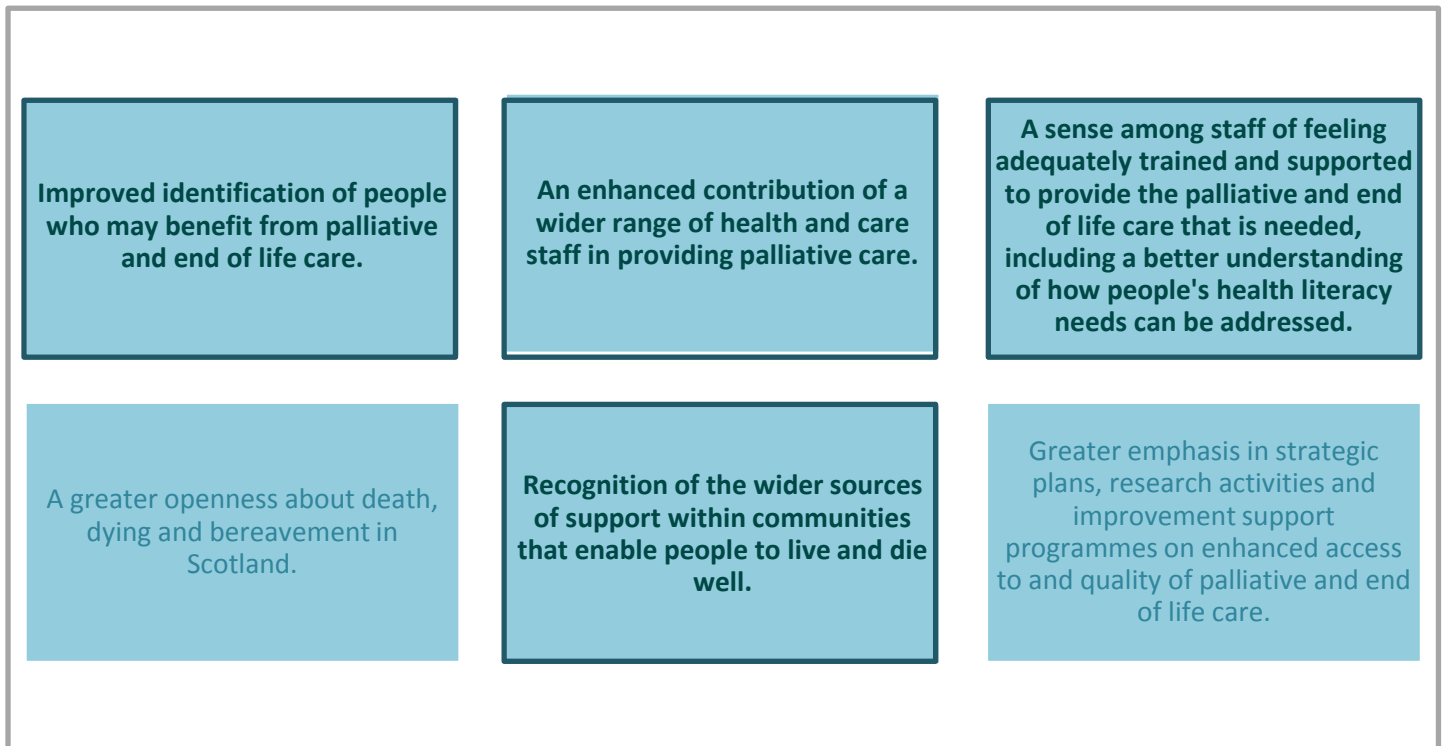 Improved identification of people
who may benefit from palliative
and end of life care.
An enhanced contribution of a
wider range of health and care
staff in providing palliative care.
A sense among staff of feeling
adequately trained and supported
to provide the palliative and end
of life care that is needed,
including a better understanding
of how people's health literacy
needs can be addressed.
A greater openness about death,
dying and bereavement in
Scotland.
Recognition of the wider sources
of support within communities
that enable people to live and die
well.
Greater emphasis in strategic
plans, research activities and
improvement support
programmes on enhanced access
to and quality of palliative and end
of life care.